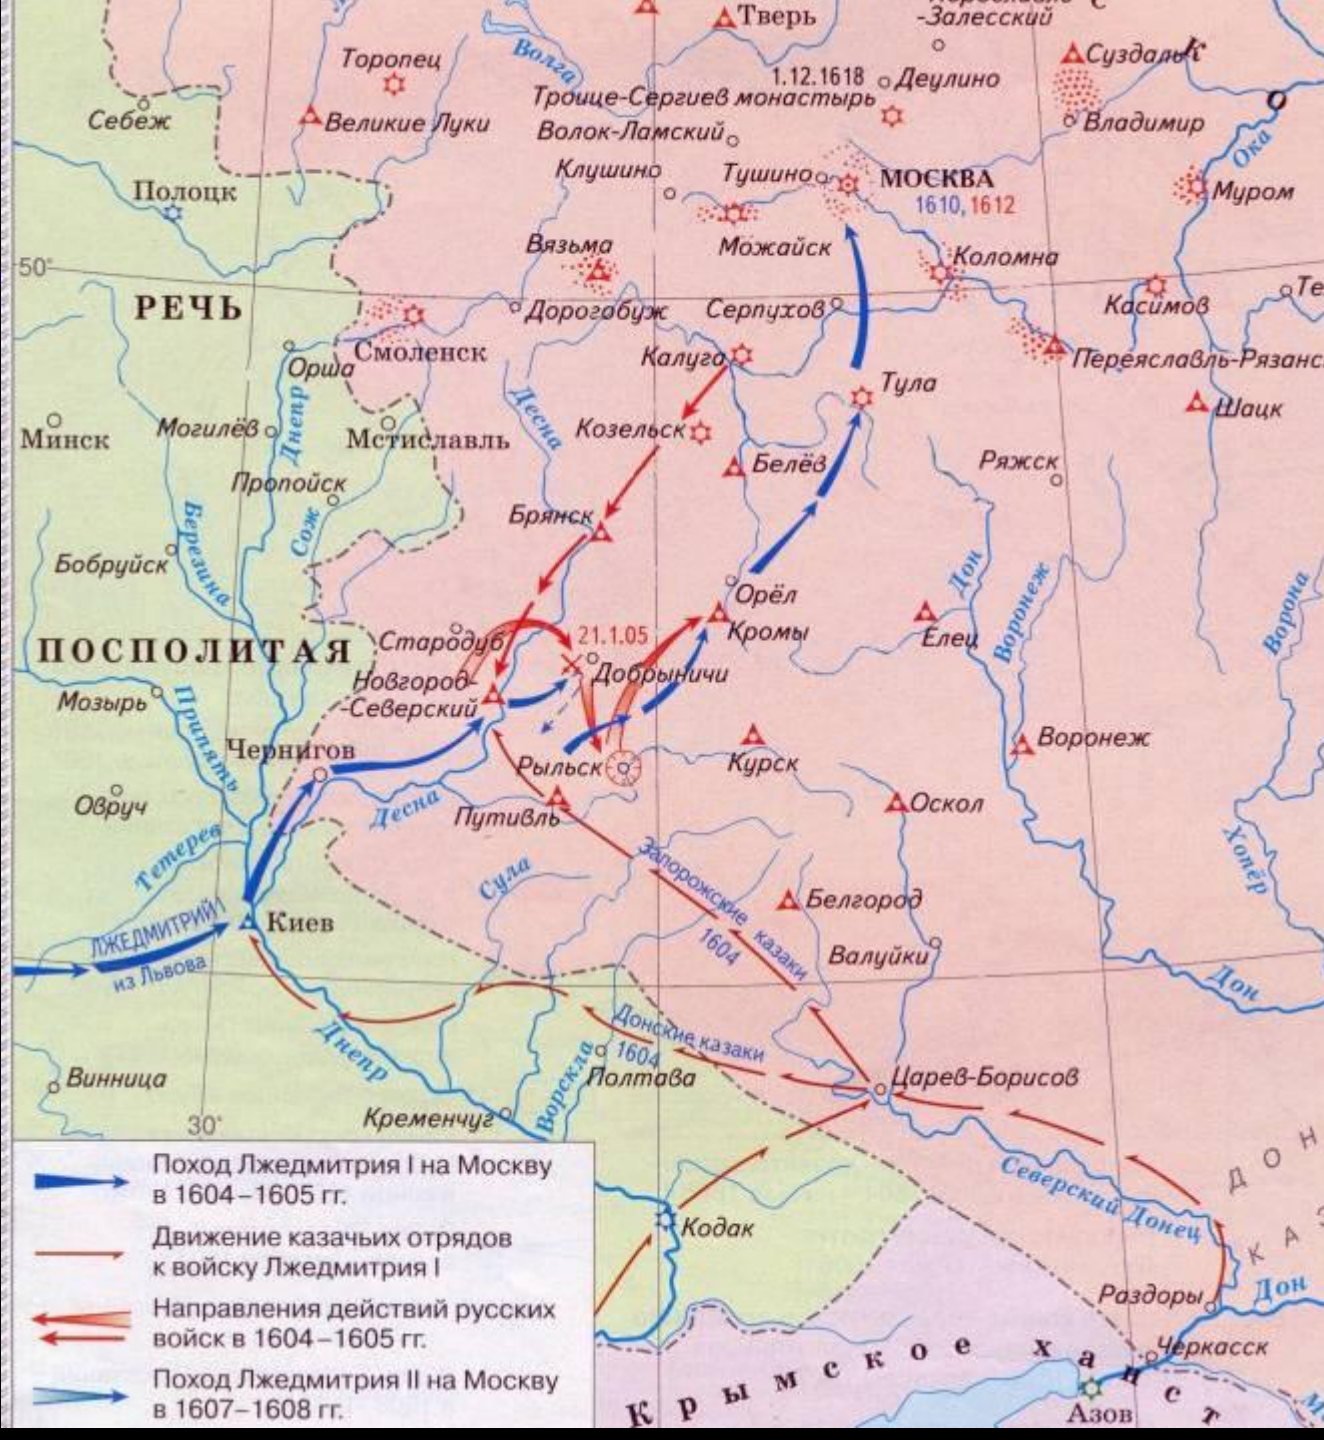 Тверь
-Залесский
С
Торопец
Волга
Суздаль
К
1.12.1618
Деулино
Троице-Сергиев монастырь
О
Себеж
Великие Луки
Волок-Ламский
Владимир
Ока
Клушино
Тушино
МОСКВА
1610, 1612
Полоцк
Муром
Вязьма
Можайск
Коломна
50°
РЕЧЬ
Дорогобуж
Серпухов
Касимов
Те
Смоленск
Калуга
Переяславль-Рязанс
Орша
Тула
Десна
Шацк
Минск
Могилёв
Днепр
Мстиславль
Козельск
Белёв
Ряжск
Пропойск
Брянск
Березина
Сож
Бобруйск
Дон
Воронеж
Ворона
Орёл
Кромы
Елец
ПОСПОЛИТАЯ
Стародуб
21.1.05
Добрыничи
Мозырь
Припять
Новгород-
-Северский
Чернигов
Рыльск
Курск
Воронеж
Овруч
Десна
Путивль
Оскол
Тетерев
Сула
Запорожские казаки
1604
Хопёр
Белгород
ЛЖЕДМИТРИЙ I
из Львова
Киев
Валуйки
Дон
Днепр
Донские казаки
1604
Ворскла
Полтава
Винница
Царев-Борисов
Кременчуг
30°
Северский Донец
ДОН
КАЗ
Кодак
Раздоры
Дон
Черкасск
Крымское ханст
Азов
Поход Лжедмитрия I на Москву
в 1604–1605 гг.
Движение казачьих отрядов
к войску Лжедмитрия I
Направления действий русских
войск в 1604–1605 гг.
Поход Лжедмитрия II на Москву
в 1607–1608 гг.